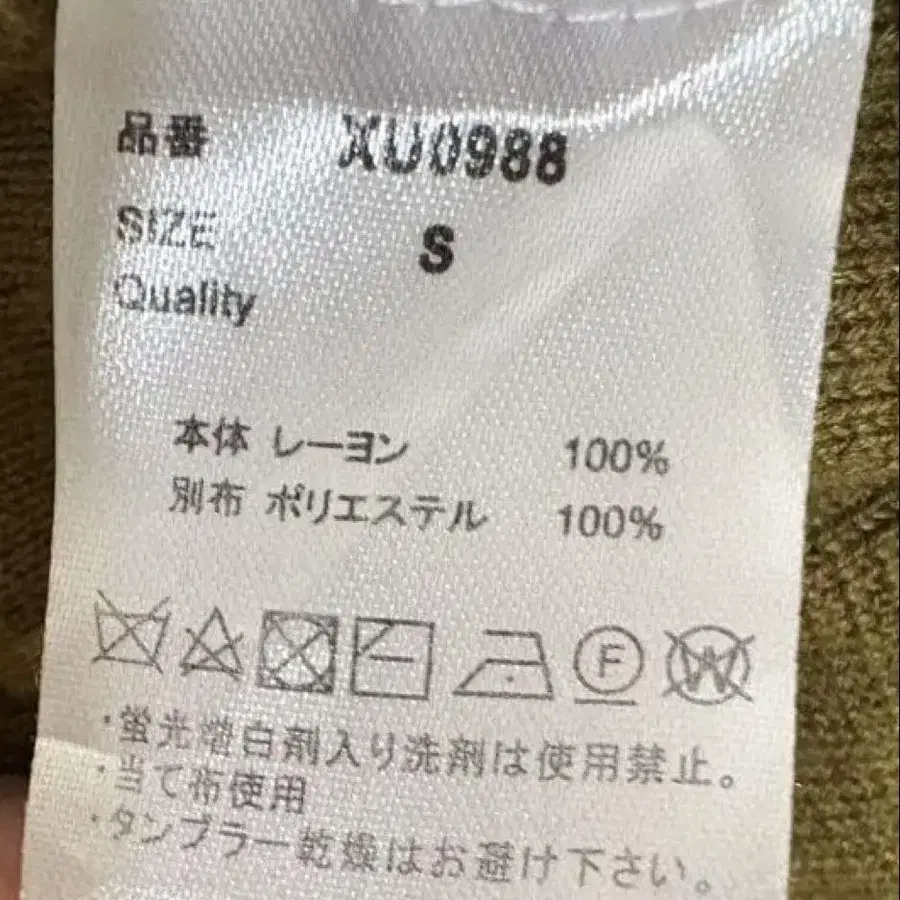 品番 XU0988
SIZE S
Quality
本体 レーヨン 100%
別布 ポリエステル 100%
F W
・蛍光増白剤入り洗剤は使用禁止。
・当て布使用
・タンブラー乾燥はお避け下さい。